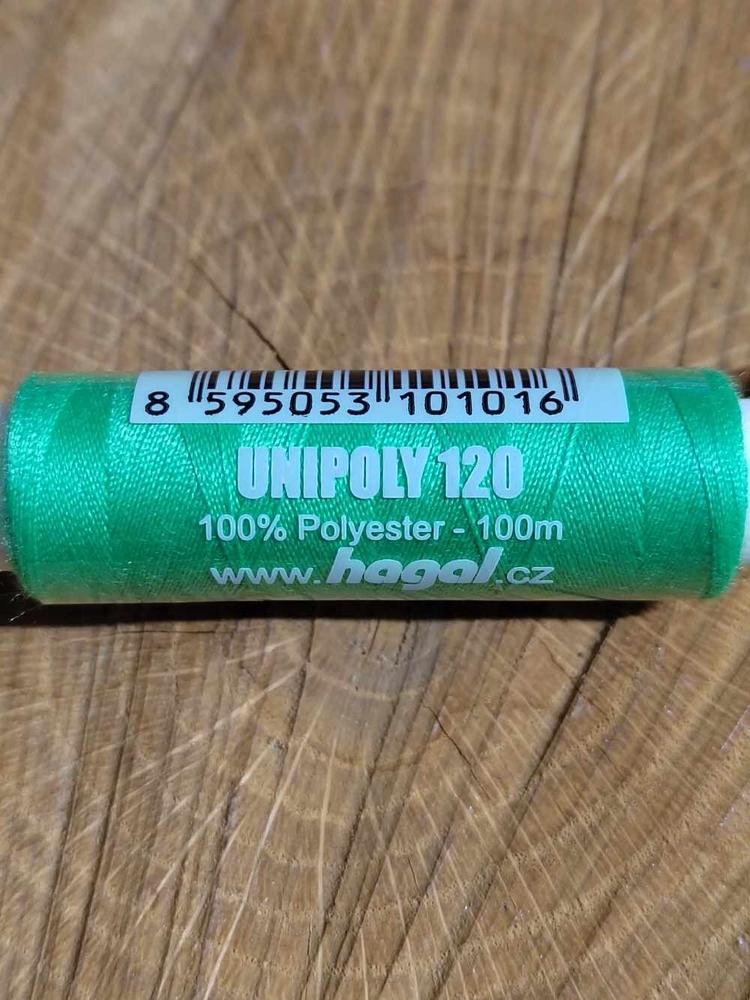 8 595053 101016
UNIPOLY 120
100% Polyester - 100m
www.hagal.cz